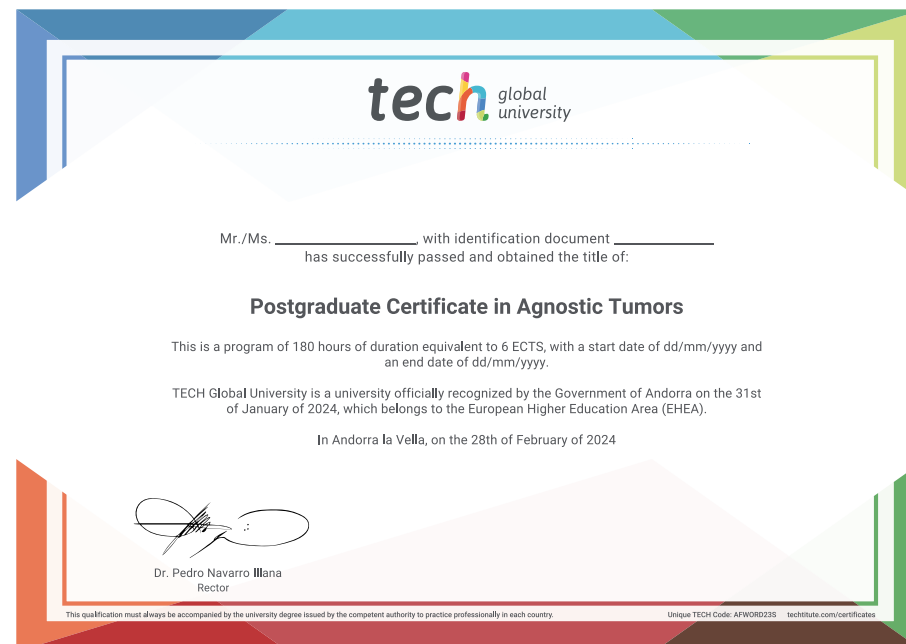 tech global university
Mr./Ms. ____________, with identification document ____________
has successfully passed and obtained the title of:
Postgraduate Certificate in Agnostic Tumors
This is a program of 180 hours of duration equivalent to 6 ECTS, with a start date of dd/mm/yyyy and
an end date of dd/mm/yyyy.
TECH Global University is a university officially recognized by the Government of Andorra on the 31st
of January of 2024, which belongs to the European Higher Education Area (EHEA).
In Andorra la Vella, on the 28th of February of 2024
Dr. Pedro Navarro Illana
Rector
This qualification must always be accompanied by the university degree issued by the competent authority to practice professionally in each country. Unique TECH Code: AFWORD23S techtitute.com/certificates